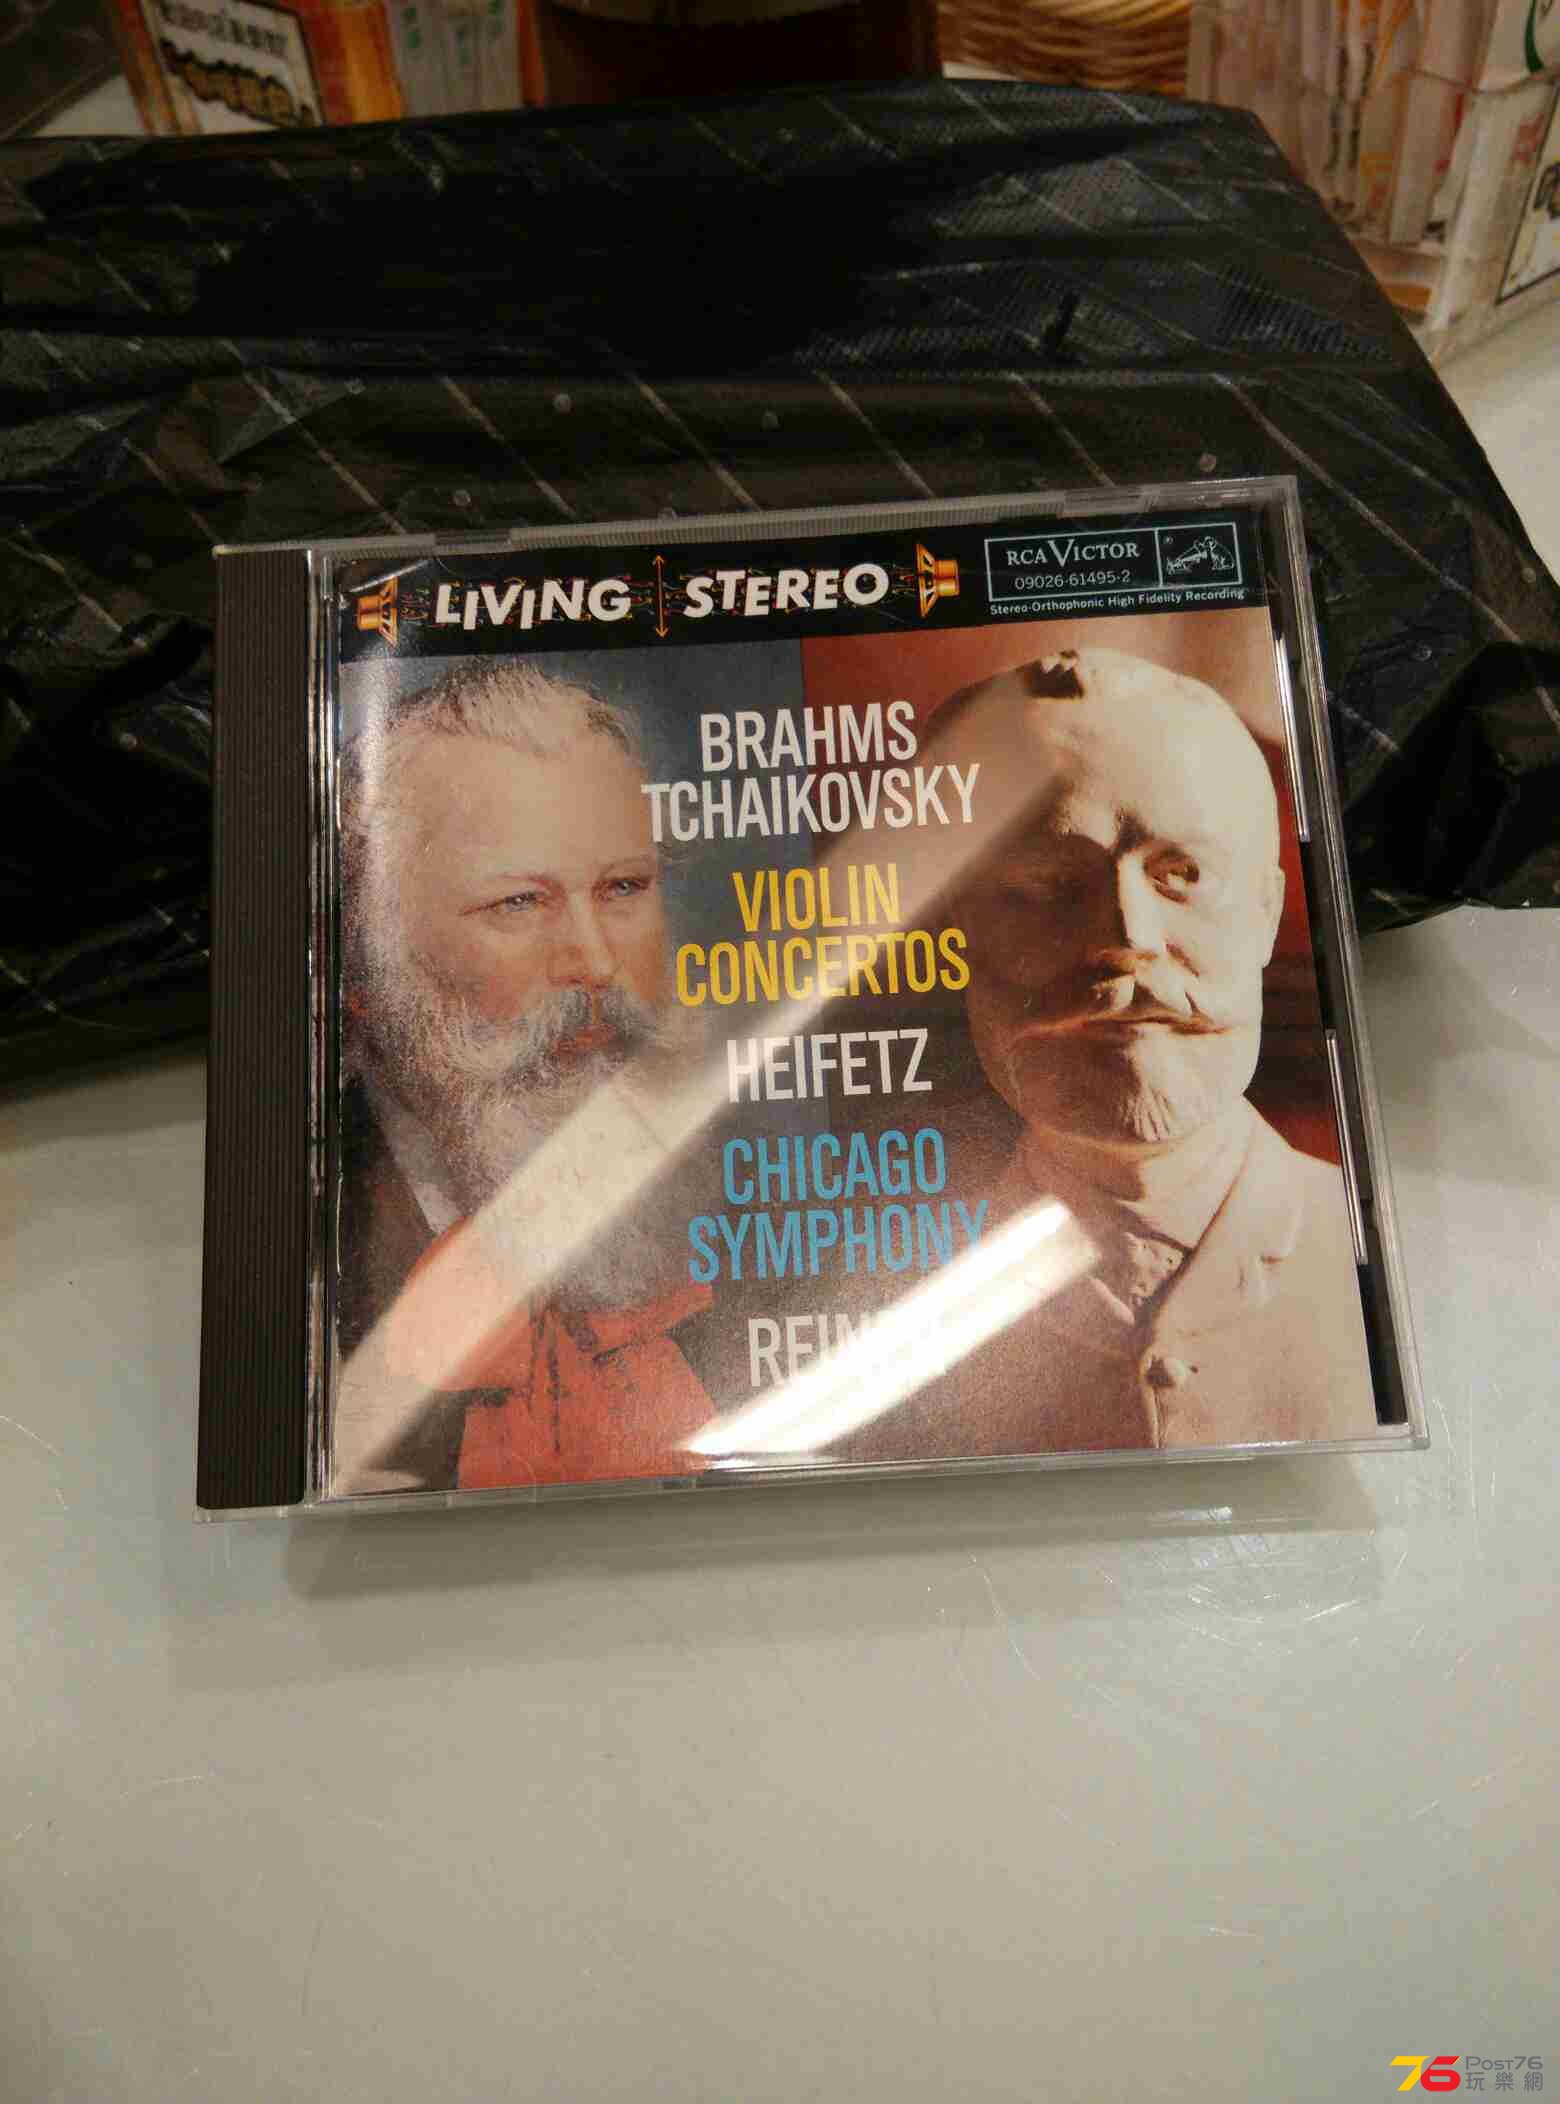 LIVING STEREO
RCA VICTOR
09026-61495-2
Stereo-Orthophonic High Fidelity Recording
BRAHMS
TCHAIKOVSKY
VIOLIN
CONCERTOS
HEIFETZ
CHICAGO
SYMPHONY
76 POST76
玩樂網